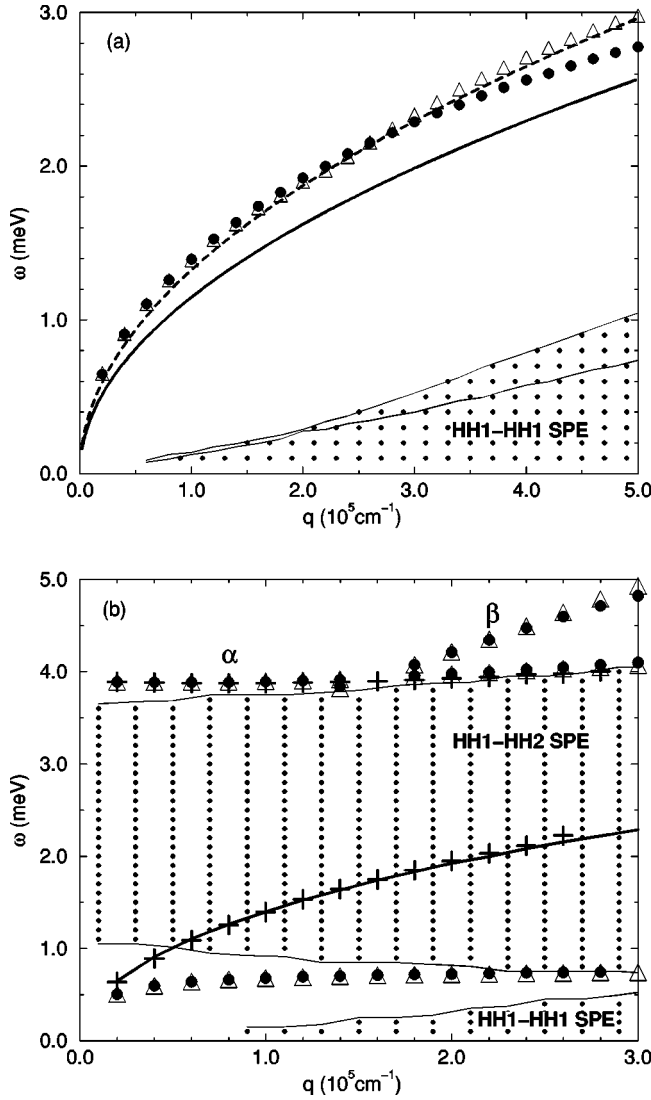 3.0
(a)
2.0
ω (meV)
1.0
HH1–HH1 SPE
0.0
0.0 1.0 2.0 3.0 4.0 5.0
q (10⁵cm⁻¹)
5.0
(b)
β
α
4.0
HH1–HH2 SPE
3.0
ω (meV)
2.0
1.0
HH1–HH1 SPE
0.0
0.0 1.0 2.0 3.0
q (10⁵cm⁻¹)